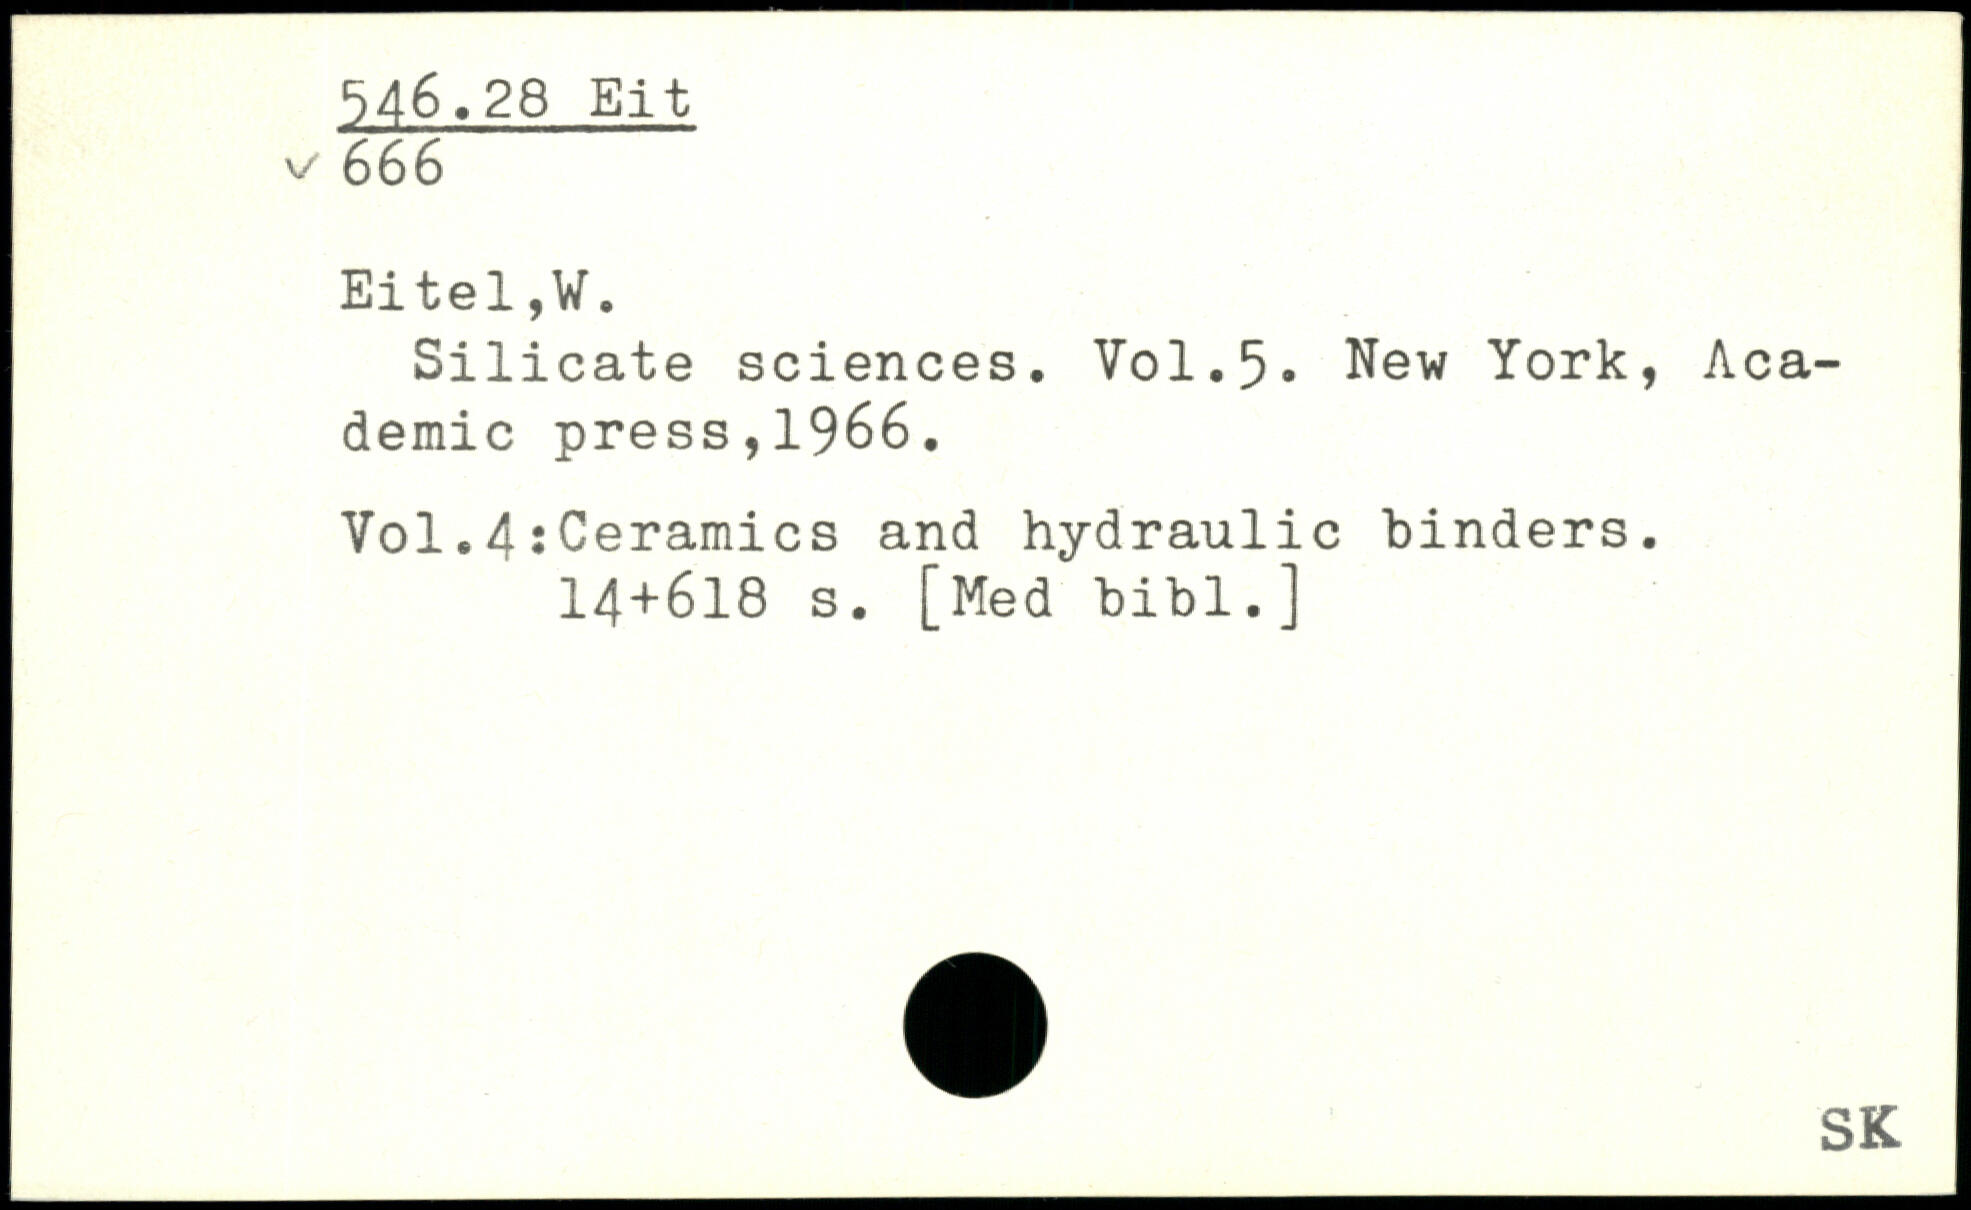 546.28 Eit
✓ 666
Eitel,W.
Silicate sciences. Vol.5. New York, Aca-
demic press,1966.
Vol.4:Ceramics and hydraulic binders.
14+618 s. [Med bibl.]
SK